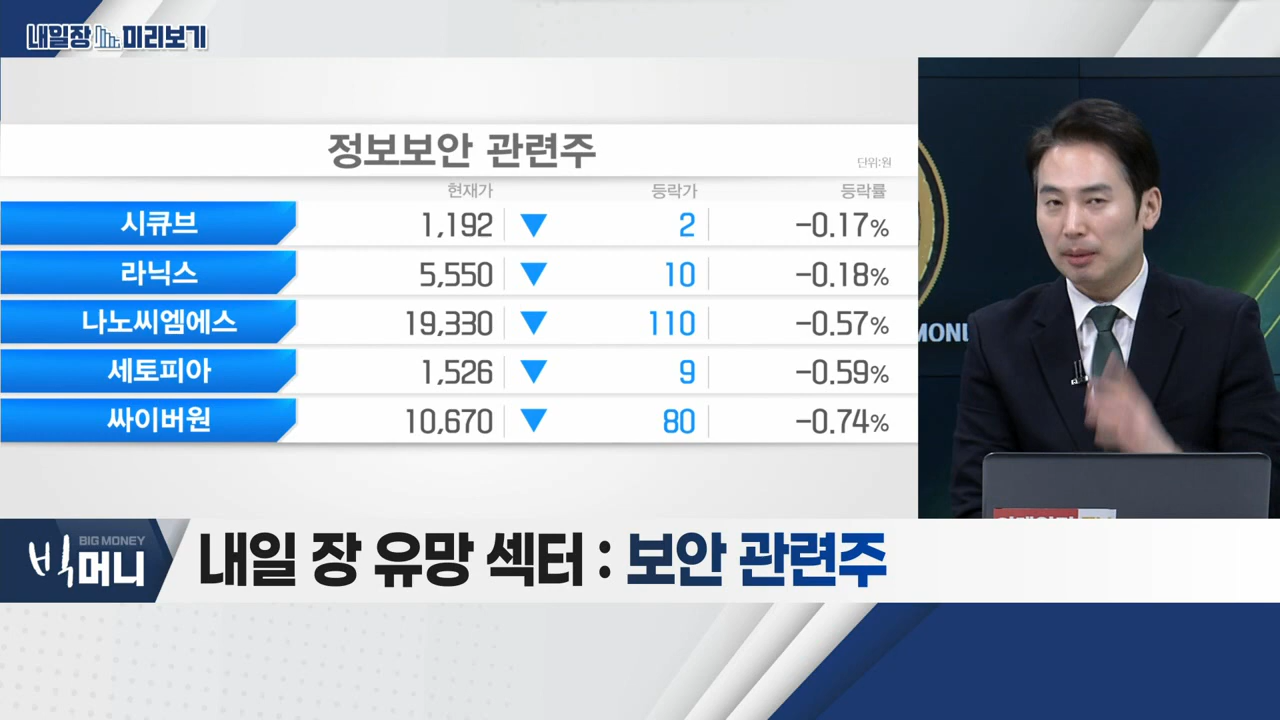 내일장 미리보기
정보보안 관련주
단위:원
현재가 등락가 등락률
시큐브 1,192 ▼ 2 -0.17%
라닉스 5,550 ▼ 10 -0.18%
나노씨엠에스 19,330 ▼ 110 -0.57%
세토피아 1,526 ▼ 9 -0.59%
싸이버원 10,670 ▼ 80 -0.74%
BIG MONEY
빅머니
내일 장 유망 섹터 : 보안 관련주